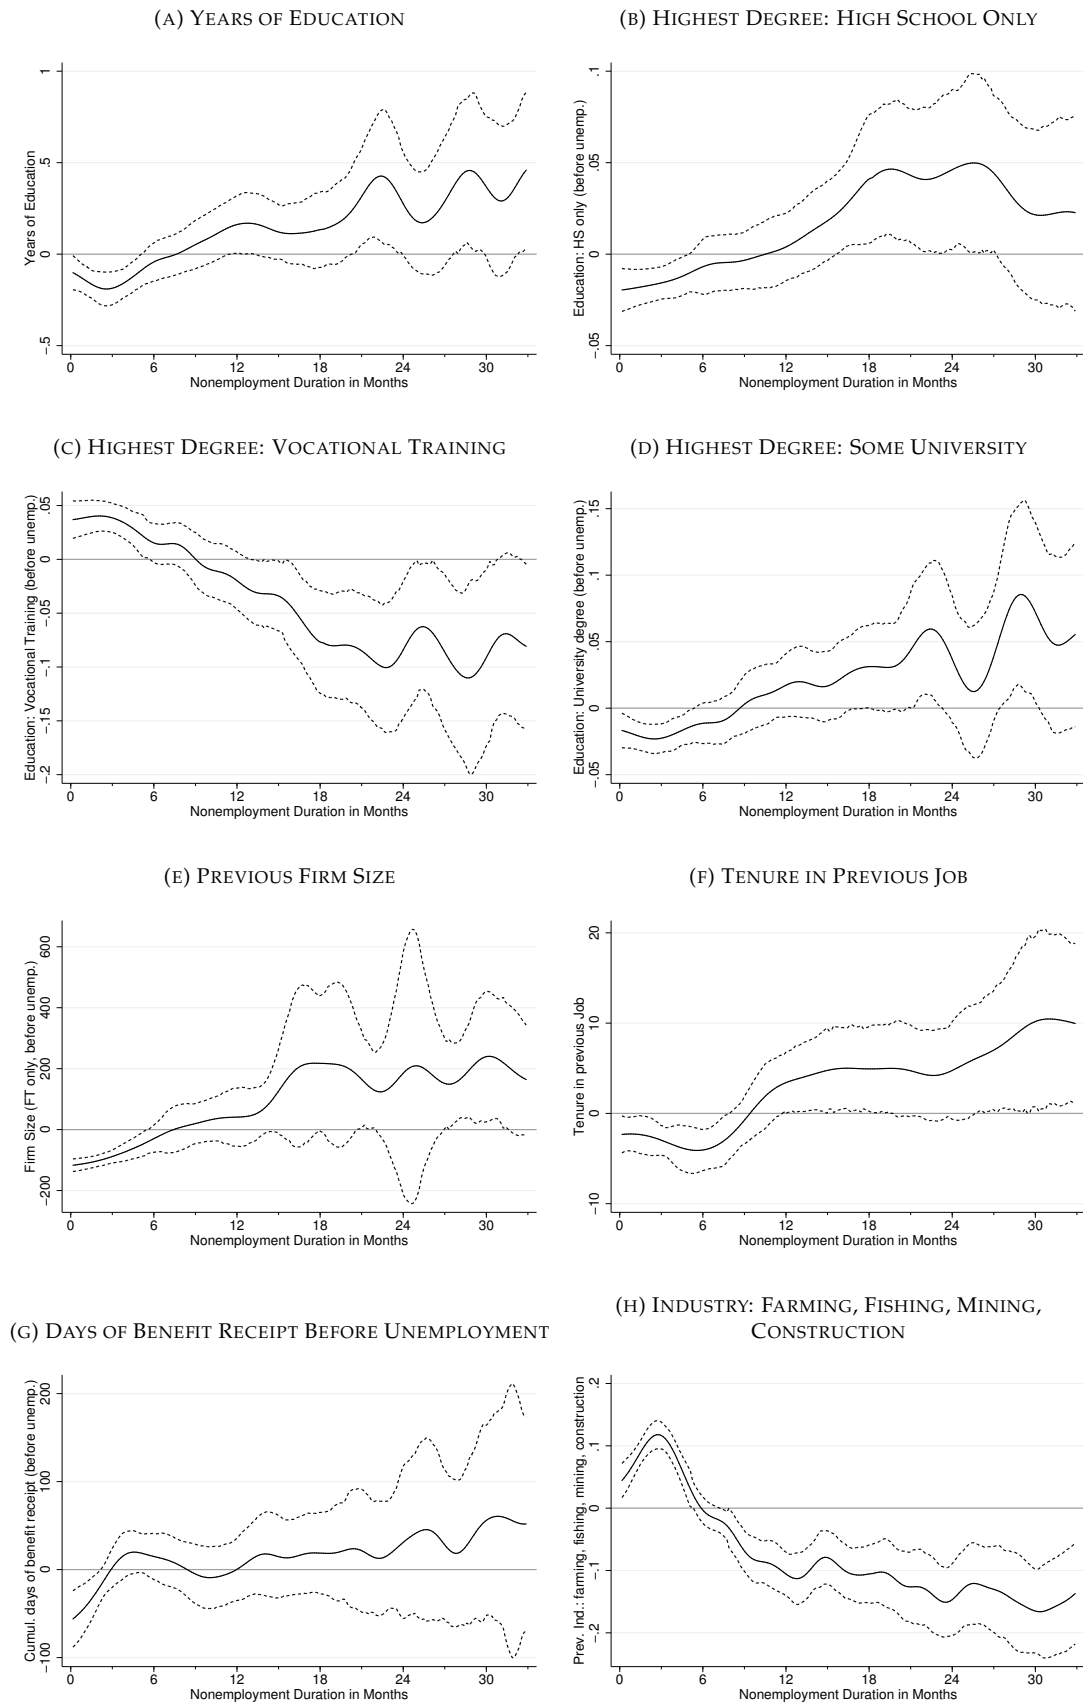 (A) YEARS OF EDUCATION
Years of Education
1
.5
0
-.5
0 6 12 18 24 30
Nonemployment Duration in Months
(B) HIGHEST DEGREE: HIGH SCHOOL ONLY
Education: HS only (before unemp.)
.1
.05
0
-.05
0 6 12 18 24 30
Nonemployment Duration in Months
(C) HIGHEST DEGREE: VOCATIONAL TRAINING
Education: Vocational Training (before unemp.)
.05
0
-.05
-.1
-.15
-.2
0 6 12 18 24 30
Nonemployment Duration in Months
(D) HIGHEST DEGREE: SOME UNIVERSITY
Education: University degree (before unemp.)
.15
.1
.05
0
-.05
0 6 12 18 24 30
Nonemployment Duration in Months
(E) PREVIOUS FIRM SIZE
Firm Size (FT only, before unemp.)
600
400
200
0
-200
0 6 12 18 24 30
Nonemployment Duration in Months
(F) TENURE IN PREVIOUS JOB
Tenure in previous Job
20
10
0
-10
0 6 12 18 24 30
Nonemployment Duration in Months
(G) DAYS OF BENEFIT RECEIPT BEFORE UNEMPLOYMENT
Cumul. days of benefit receipt (before unemp.)
200
100
0
-100
0 6 12 18 24 30
Nonemployment Duration in Months
(H) INDUSTRY: FARMING, FISHING, MINING,
CONSTRUCTION
Prev. Ind.: farming, fishing, mining, construction
.2
.1
0
-.1
-.2
0 6 12 18 24 30
Nonemployment Duration in Months